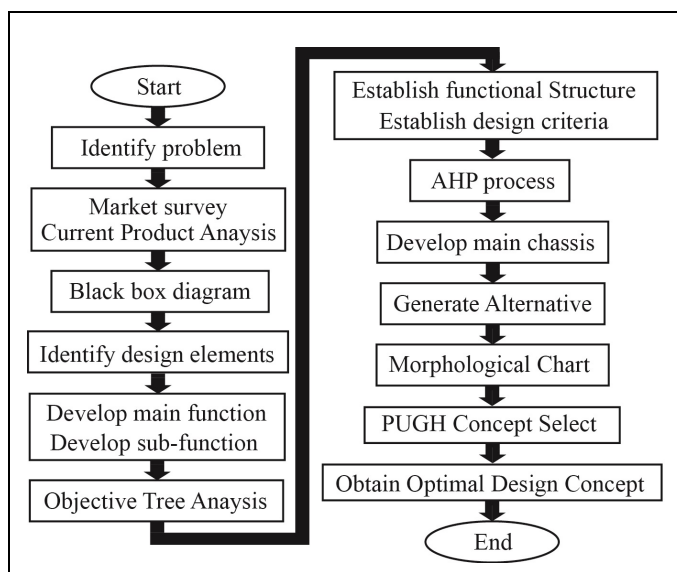 Start
Identify problem
Market survey
Current Product Anaysis
Black box diagram
Identify design elements
Develop main function
Develop sub-function
Objective Tree Anaysis
Establish functional Structure
Establish design criteria
AHP process
Develop main chassis
Generate Alternative
Morphological Chart
PUGH Concept Select
Obtain Optimal Design Concept
End